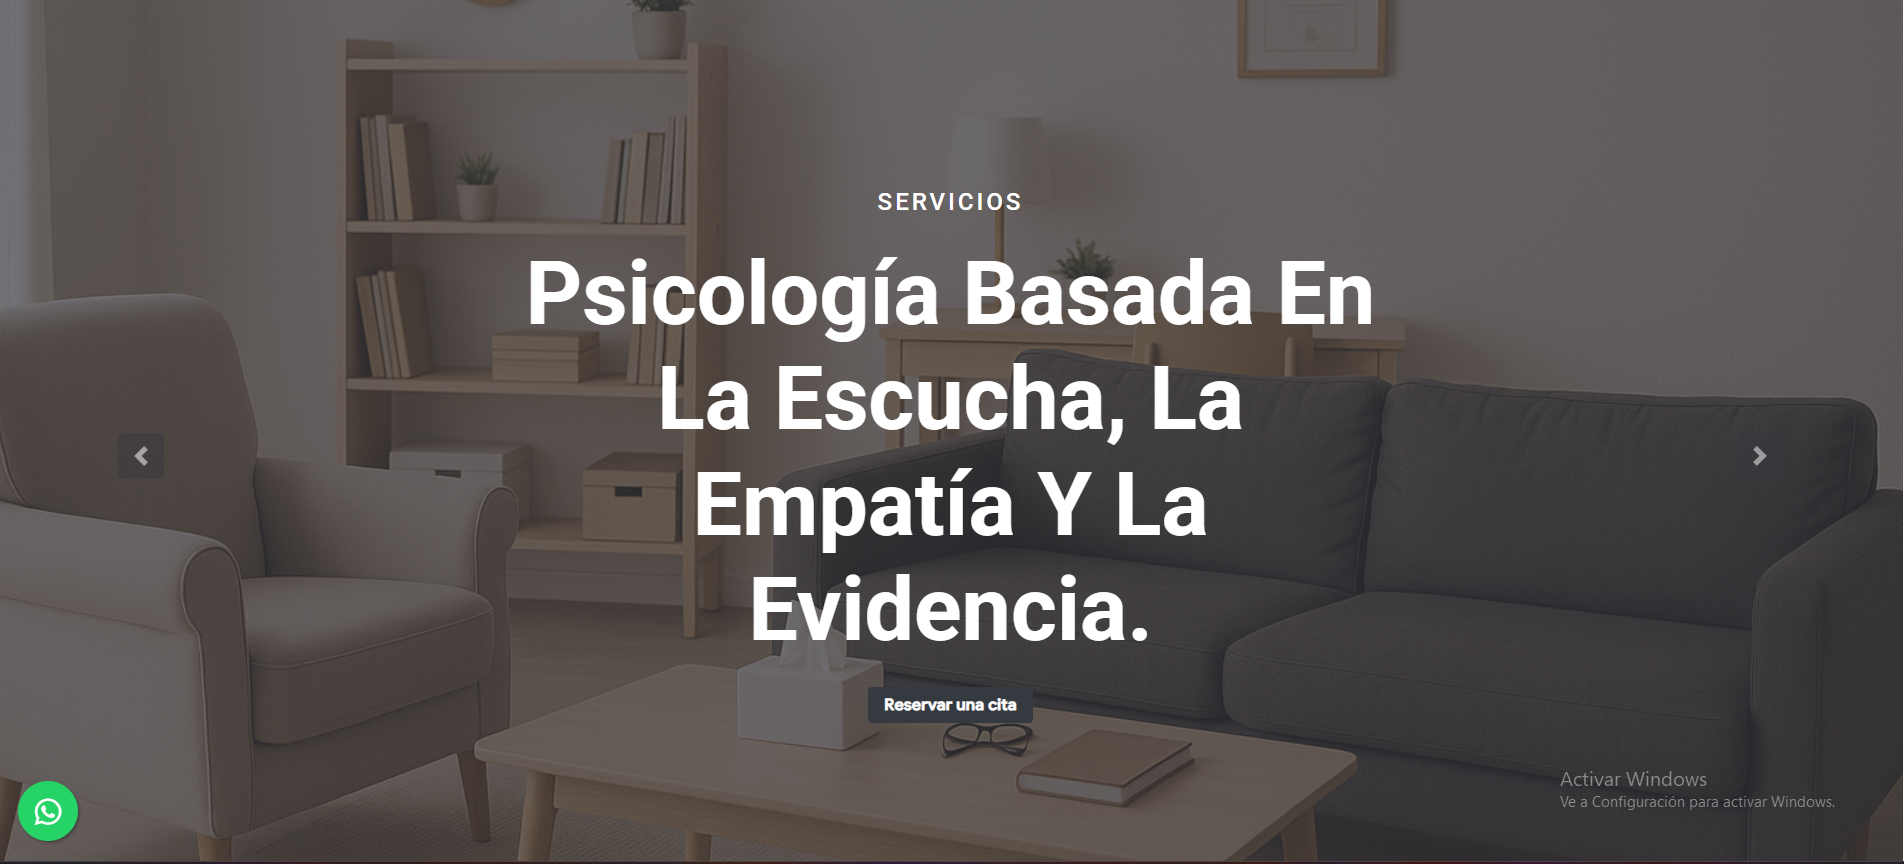 SERVICIOS
Psicología Basada En
La Escucha, La
Empatía Y La
Evidencia.
Reservar una cita
Activar Windows
Ve a Configuración para activar Windows.